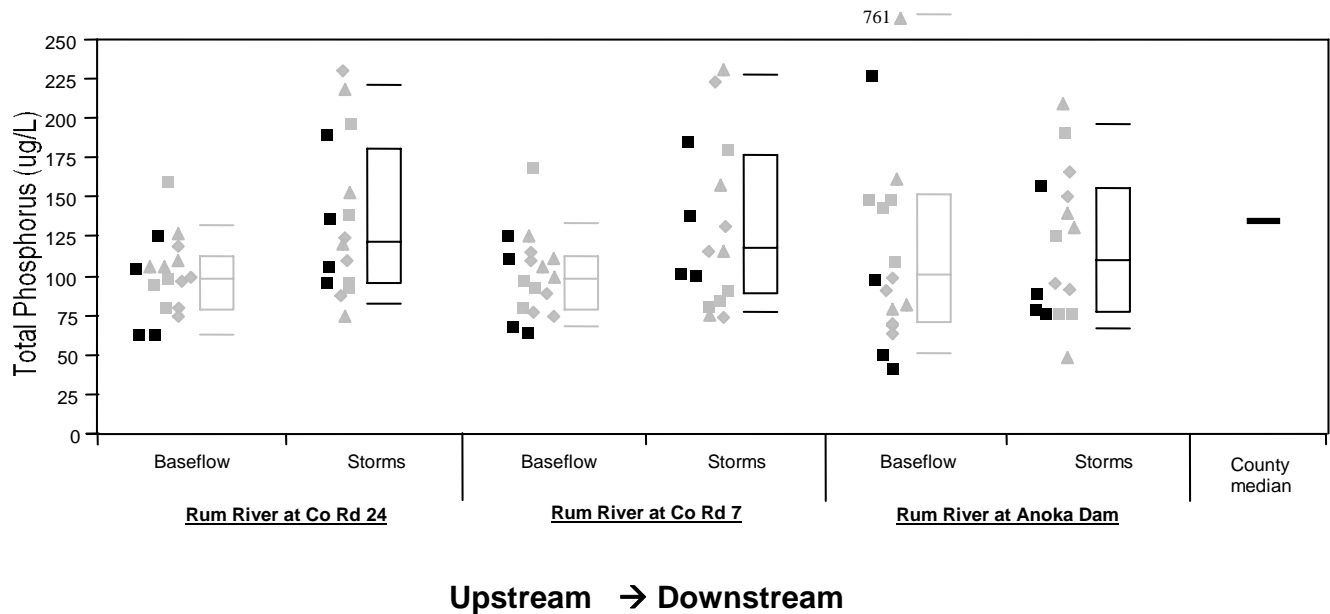 761
250
225
200
175
150
125
100
75
50
25
0
Total Phosphorus (ug/L)
Baseflow Storms Baseflow Storms Baseflow Storms County
median
Rum River at Co Rd 24 Rum River at Co Rd 7 Rum River at Anoka Dam
Upstream → Downstream